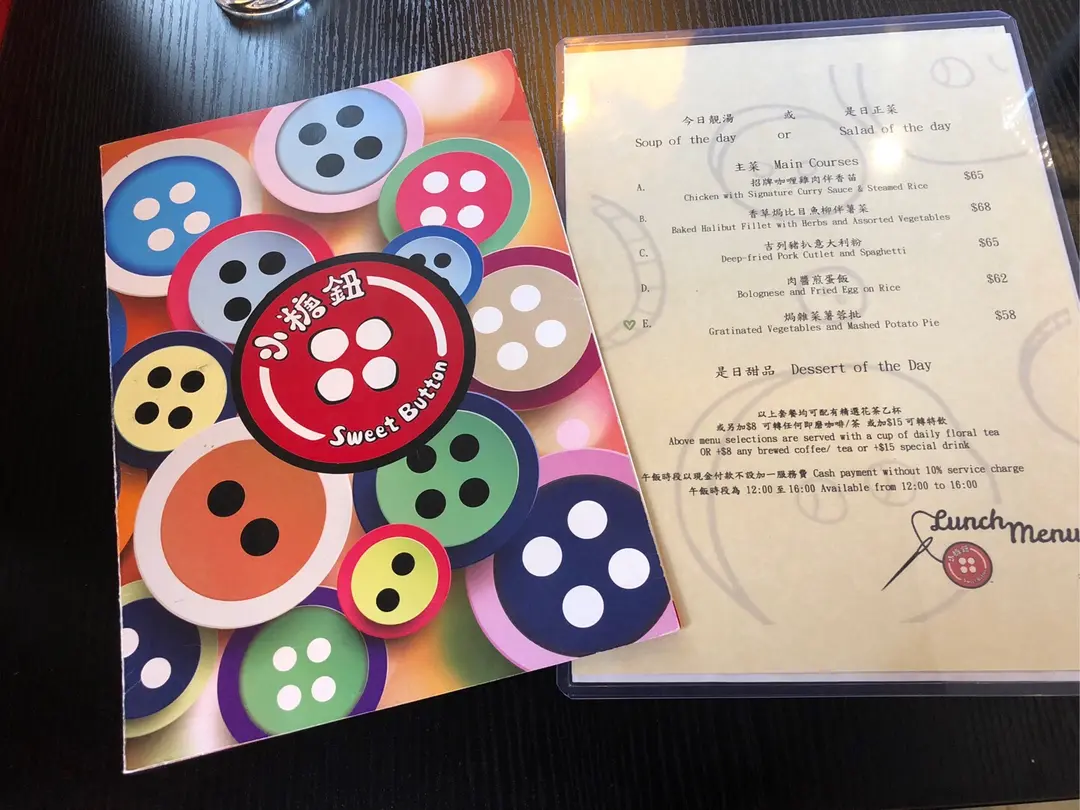 小糖鈕
Sweet Button
今日靚湯 或 是日正菜
Soup of the day or Salad of the day
主菜 Main Courses
A. 招牌咖喱雞肉伴香苗 $65
Chicken with Signature Curry Sauce & Steamed Rice
B. 香草焗比目魚柳伴薯菜 $68
Baked Halibut Fillet with Herbs and Assorted Vegetables
C. 吉列豬扒意大利粉 $65
Deep-fried Pork Cutlet and Spaghetti
D. 肉醬煎蛋飯 $62
Bolognese and Fried Egg on Rice
E. 焗雜菜薯蓉批 $58
Gratinated Vegetables and Mashed Potato Pie
是日甜品 Dessert of the Day
以上套餐均可配有精選花茶乙杯
或另加$8 可轉任何即磨咖啡/茶 或加$15 可轉特飲
Above menu selections are served with a cup of daily floral tea
OR +$8 any brewed coffee/ tea or +$15 special drink
午飯時段以現金付款不設加一服務費 Cash payment without 10% service charge
午飯時段為 12:00 至 16:00 Available from 12:00 to 16:00
Lunch Menu